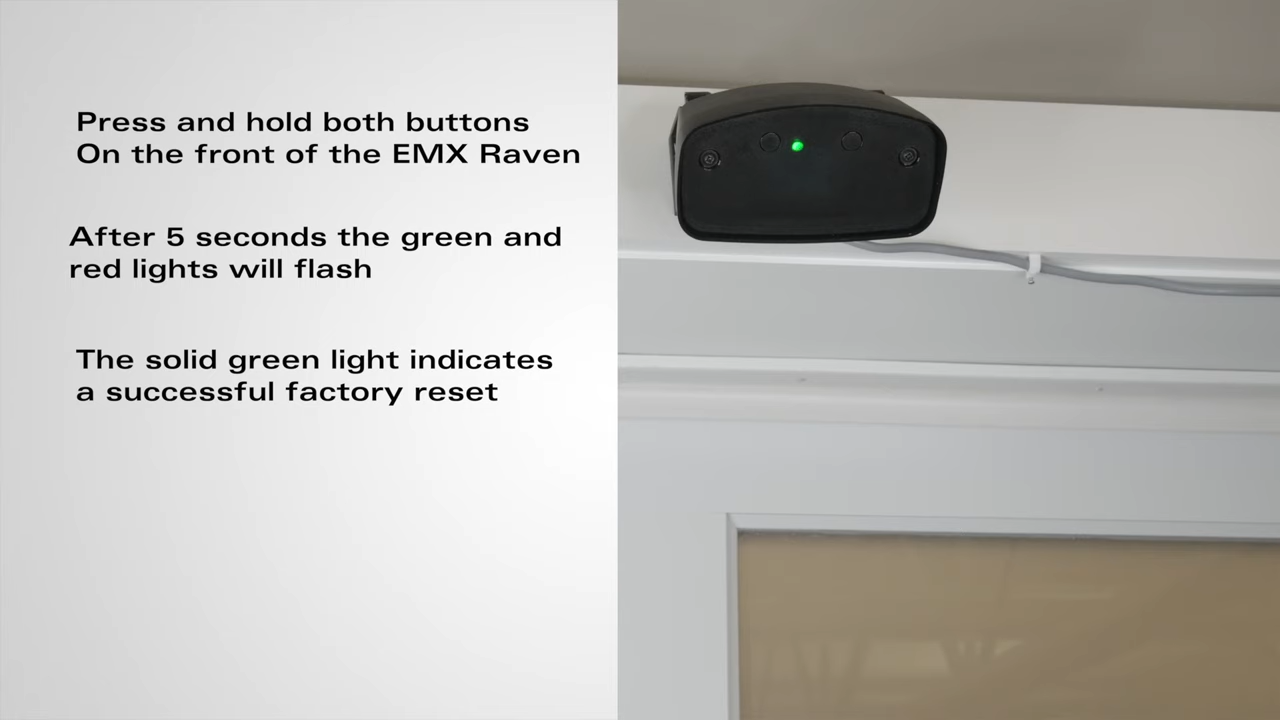 Press and hold both buttons
On the front of the EMX Raven
After 5 seconds the green and
red lights will flash
The solid green light indicates
a successful factory reset